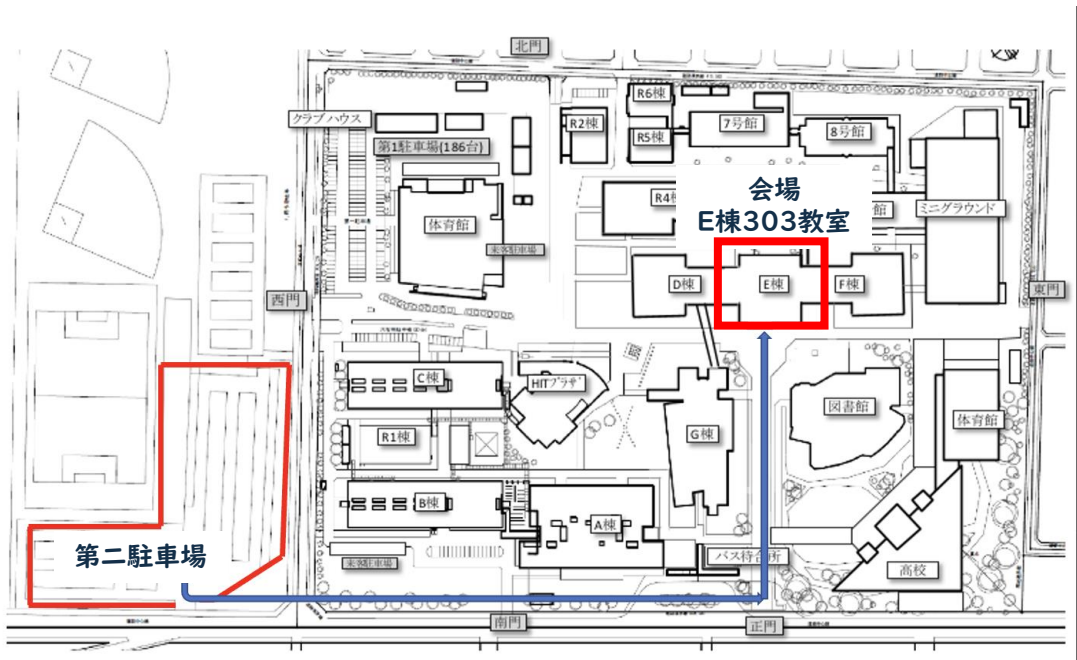 北門
R6棟
クラブハウス
R2棟
7号館
8号館
R5棟
第1駐車場(186台)
会場
R4棟
E棟303教室
館
ミニグラウンド
体育館
第一駐車場
来客駐車場
D棟
E棟
F棟
東門
西門
C棟
HITプラザ
図書館
体育館
R1棟
G棟
B棟
A棟
第二駐車場
バス待合所
来客駐車場
高校
南門
正門